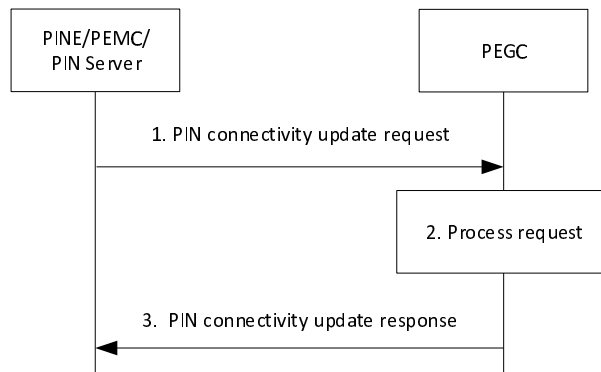 PINE/PEMC/
PIN Server
PEGC
1. PIN connectivity update request
2. Process request
3. PIN connectivity update response